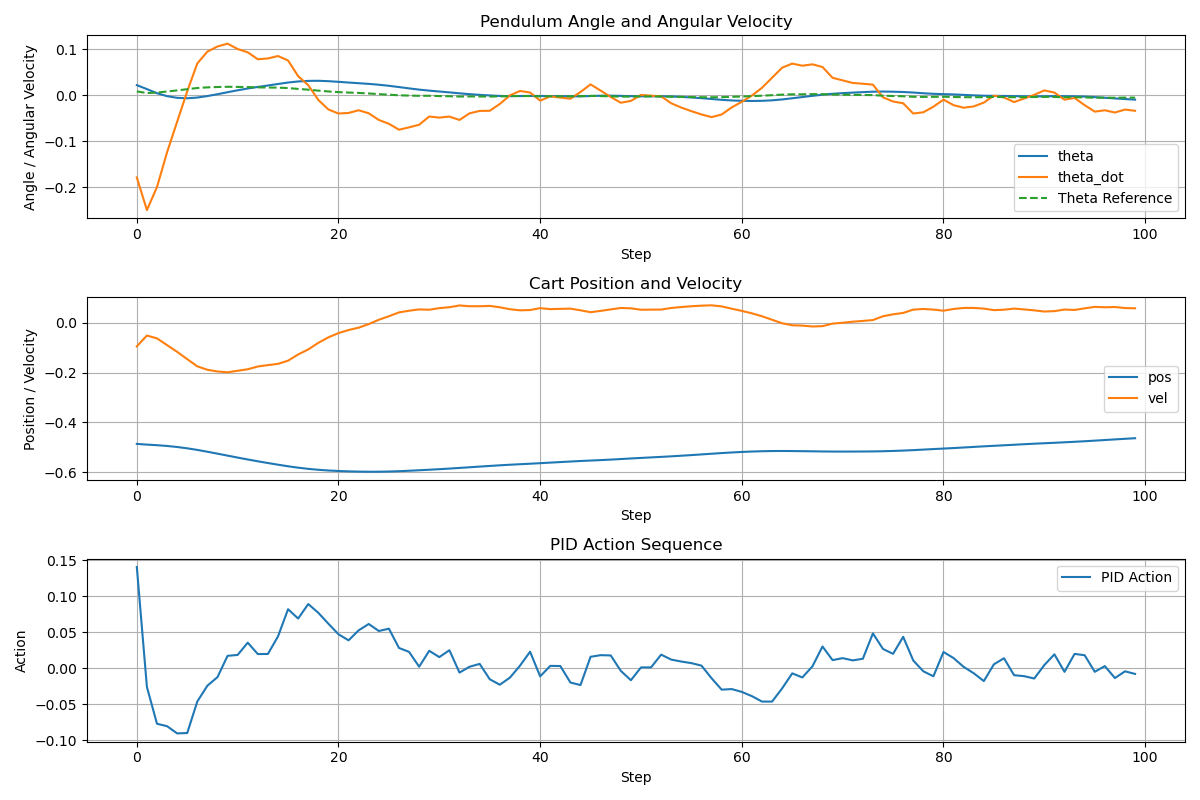 Pendulum Angle and Angular Velocity
Angle / Angular Velocity
0.1
0.0
−0.1
−0.2
theta
theta_dot
Theta Reference
0 20 40 60 80 100
Step
Cart Position and Velocity
Position / Velocity
0.0
−0.2
−0.4
−0.6
pos
vel
0 20 40 60 80 100
Step
PID Action Sequence
Action
0.15
0.10
0.05
0.00
−0.05
−0.10
PID Action
0 20 40 60 80 100
Step